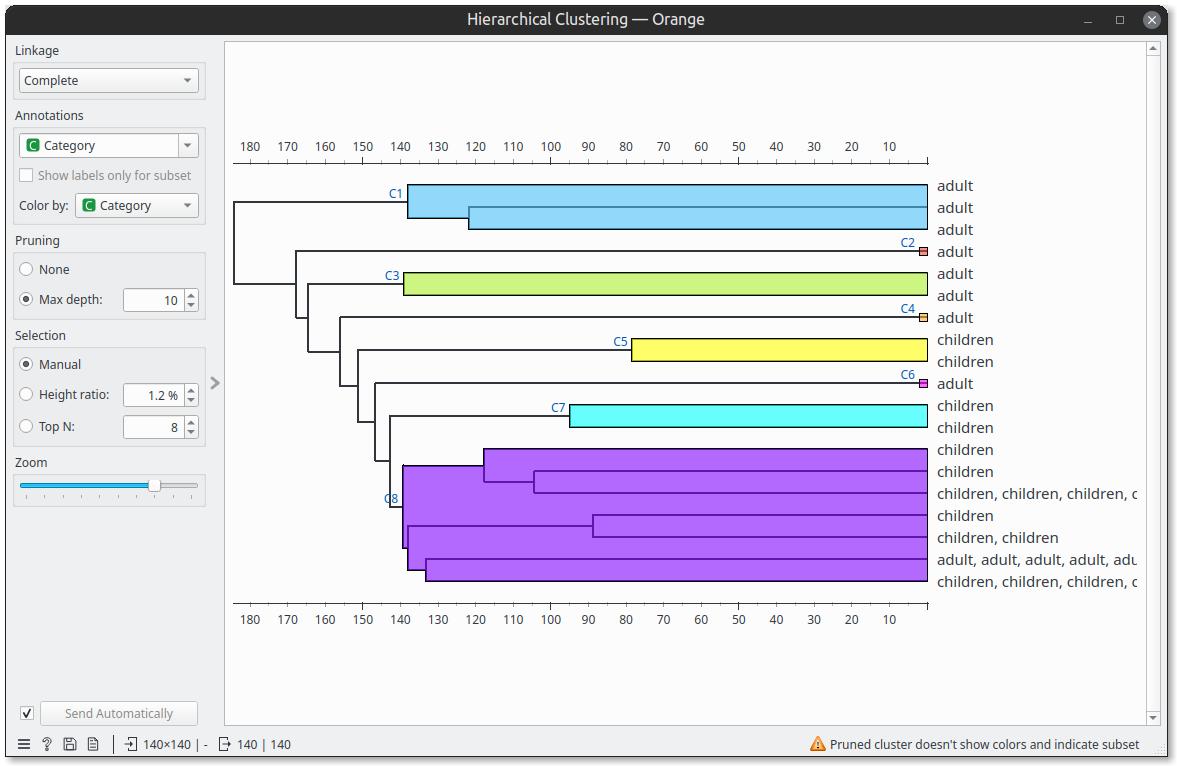 Hierarchical Clustering — Orange
Linkage
Complete
Annotations
C Category
Show labels only for subset
Color by: C Category
Pruning
None
Max depth: 10
Selection
Manual
Height ratio: 1.2 %
Top N: 8
Zoom
Send Automatically
180 170 160 150 140 130 120 110 100 90 80 70 60 50 40 30 20 10
C1
adult
adult
adult
C2 adult
C3 adult
adult
C4 adult
C5 children
children
C6 adult
C7 children
children
children
children
C8 children, children, children, c
children
children, children
adult, adult, adult, adult, adu
children, children, children, c
180 170 160 150 140 130 120 110 100 90 80 70 60 50 40 30 20 10
? 140×140 | - 140 | 140
Pruned cluster doesn't show colors and indicate subset